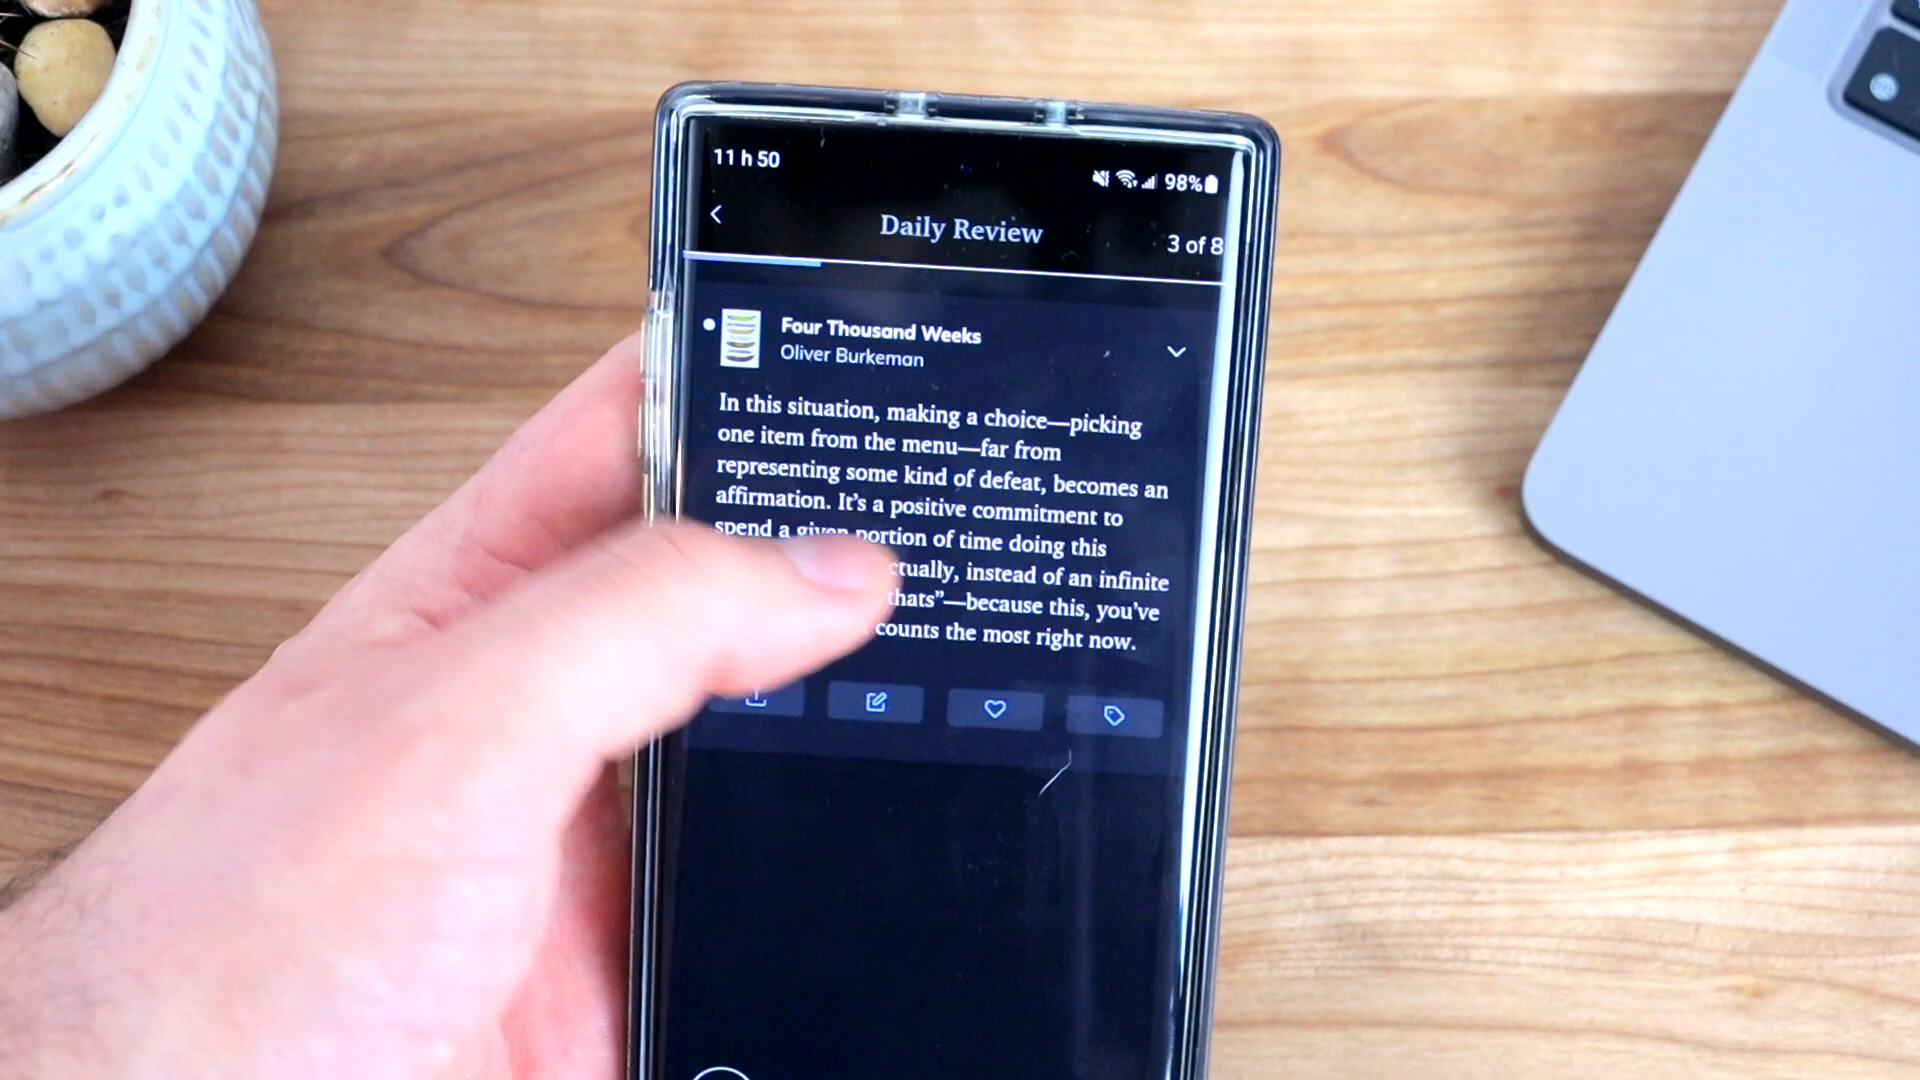 11 h 50
98%
Daily Review
3 of 8
Four Thousand Weeks
Oliver Burkeman
In this situation, making a choice—picking
one item from the menu—far from
representing some kind of defeat, becomes an
affirmation. It's a positive commitment to
spend a given portion of time doing this
instead of an infinite
thats”—because this, you've
counts the most right now.